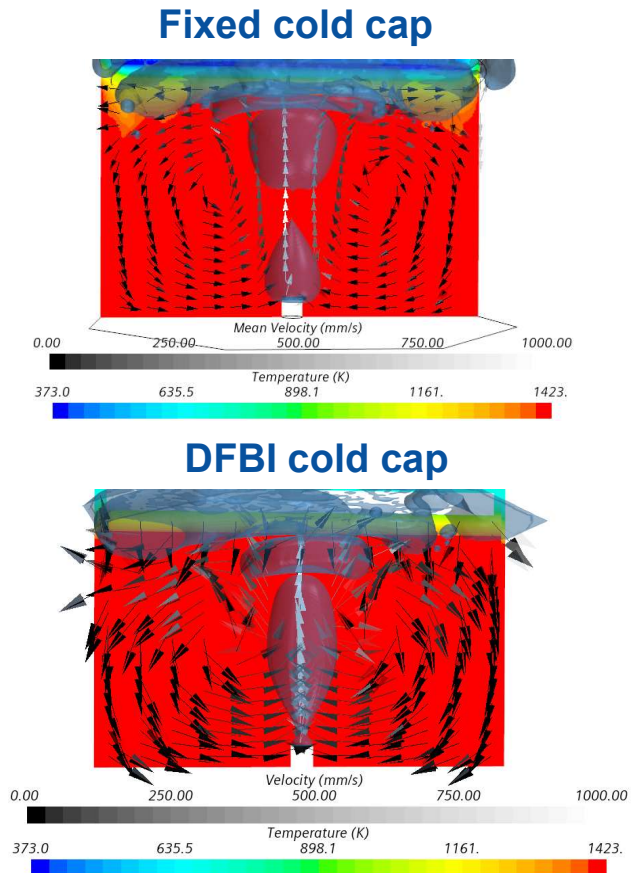 Fixed cold cap
Mean Velocity (mm/s)
0.00 250.00 500.00 750.00 1000.00
Temperature (K)
373.0 635.5 898.1 1161. 1423.
DFBI cold cap
Velocity (mm/s)
0.00 250.00 500.00 750.00 1000.00
Temperature (K)
373.0 635.5 898.1 1161. 1423.